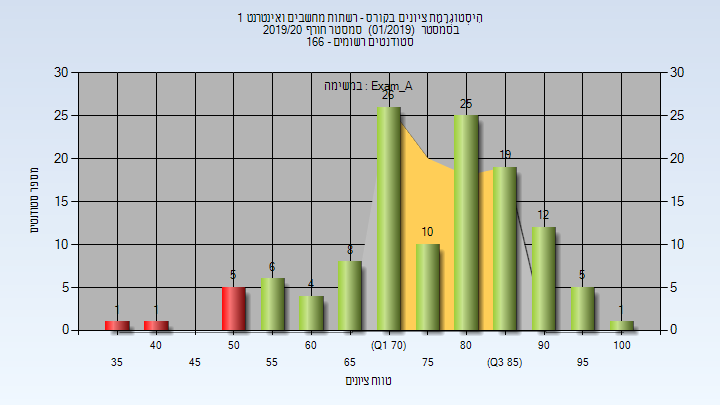 היסטוגרמת ציונים בקורס - רשתות מחשבים ואינטרנט 1
בסמסטר (01/2019) סמסטר חורף 2019/20
סטודנטים רשומים - 166
במשימה : Exam_A
מספר סטודנטים
30 30
25 25
20 20
15 15
10 10
5 5
0 0
1 1 5 6 4 8 26 10 25 19 12 5 1
40 50 60 (Q1 70) 80 90 100
35 45 55 65 75 (Q3 85) 95
טווח ציונים